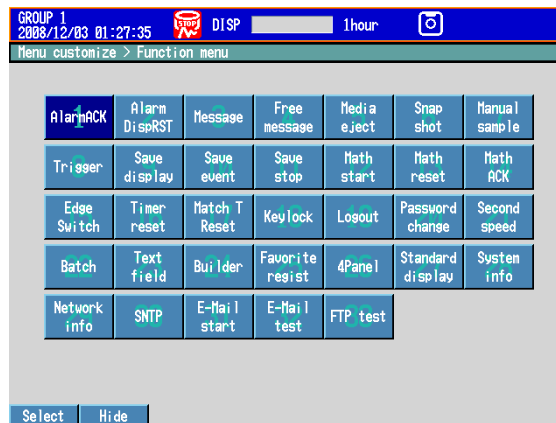 GROUP 1
2008/12/03 01:27:35 STOP DISP 1hour
Menu customize > Function menu
AlarmACK Alarm DispRST Message Free message Media eject Snap shot Manual sample
Trigger Save display Save event Save stop Math start Math reset Math ACK
Edge Switch Timer reset Match T Reset Keylock Logout Password change Second speed
Batch Text field Builder Favorite regist 4Panel Standard display System info
Network info SNTP E-Mail start E-Mail test FTP test
Select Hide